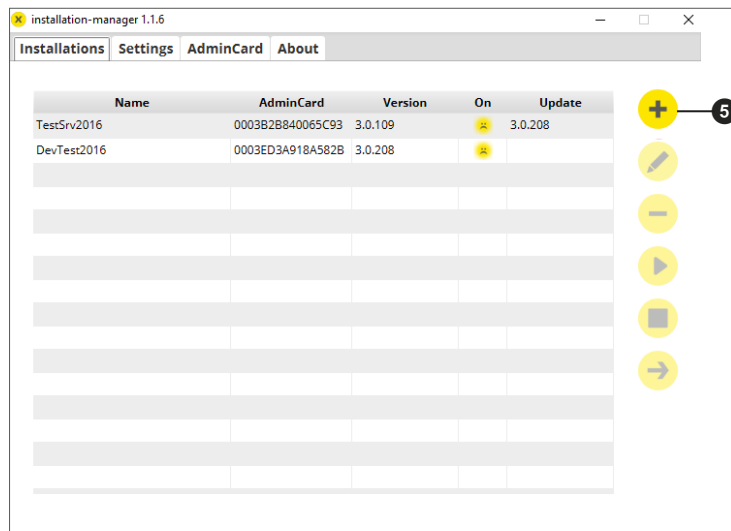 installation-manager 1.1.6
Installations Settings AdminCard About
Name AdminCard Version On Update
TestSrv2016 0003B2B840065C93 3.0.109 3.0.208
DevTest2016 0003ED3A918A582B 3.0.208
5